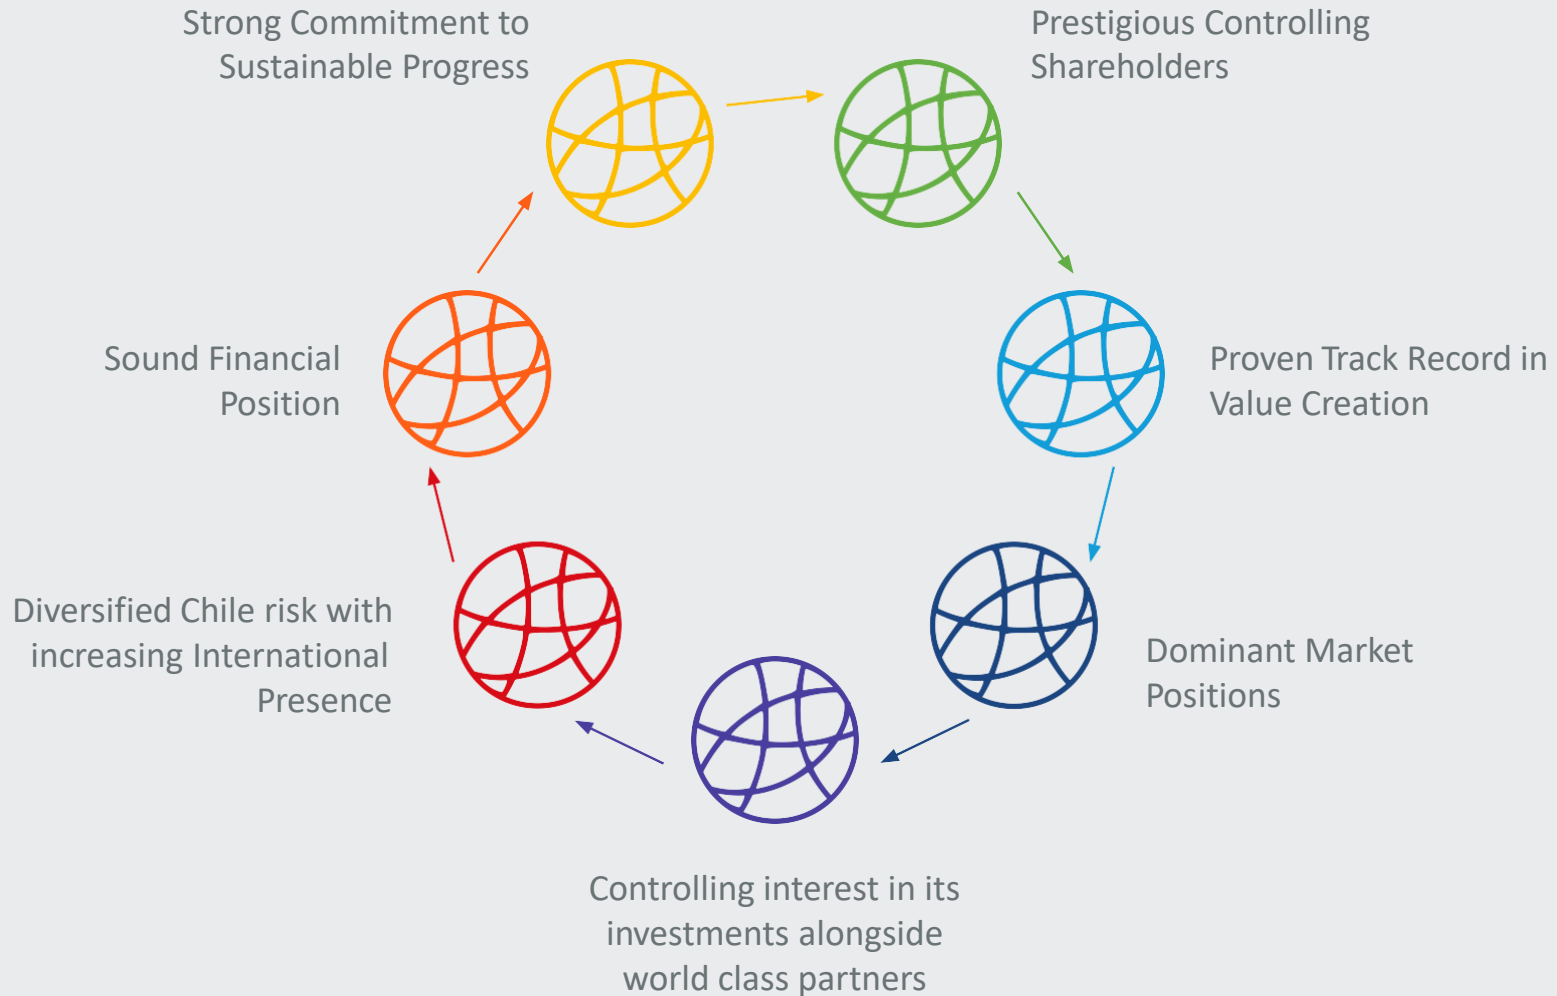 Strong Commitment to
Sustainable Progress
Prestigious Controlling
Shareholders
Sound Financial
Position
Proven Track Record in
Value Creation
Diversified Chile risk with
increasing International
Presence
Dominant Market
Positions
Controlling interest in its
investments alongside
world class partners